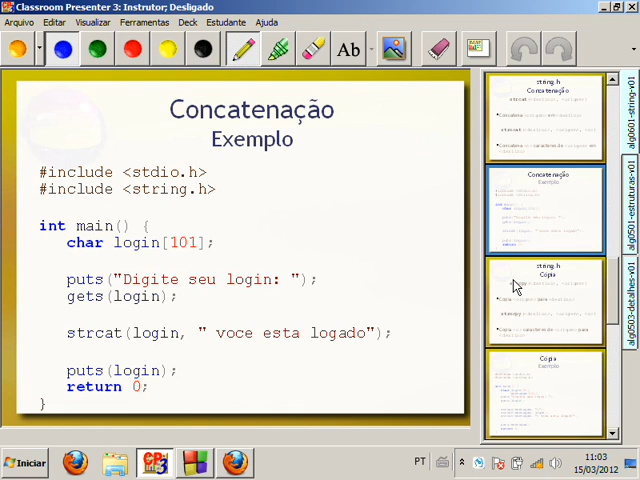 Classroom Presenter 3: Instrutor; Desligado
Arquivo Editar Visualizar Ferramentas Deck Estudante Ajuda
Ab
Concatenação
Exemplo
#include <stdio.h>
#include <string.h>
int main() {
char login[101];
puts("Digite seu login: ");
gets(login);
strcat(login, " voce esta logado");
puts(login);
return 0;
}
string.h
Concatenação
Concatenação
Exemplo
string.h
Cópia
Cópia
Exemplo
alg0601-string-v01
alg0501-estruturas.v01
alg0503-detalhes-v01
Iniciar
CP3
PT
11:03
15/03/2012